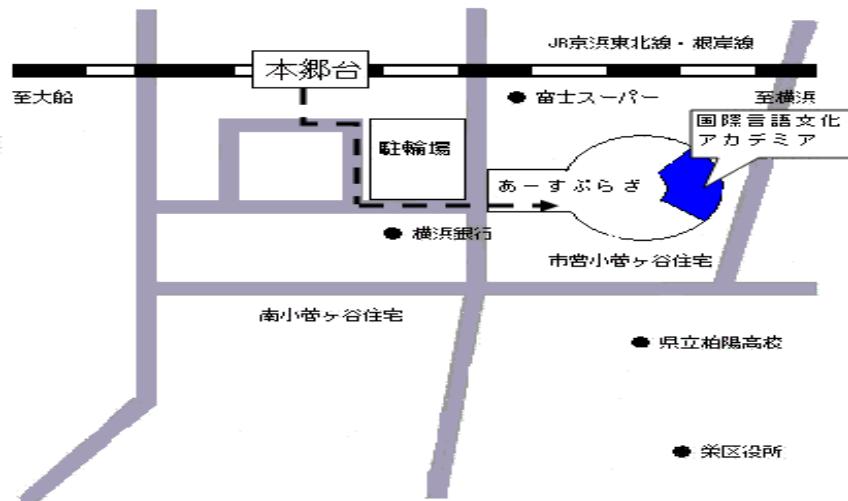 JR京浜東北線・根岸線
本郷台
至大船
富士スーパー
至横浜
国際言語文化
アカデミア
駐輪場
あーすぷらざ
横浜銀行
市営小菅ヶ谷住宅
南小菅ヶ谷住宅
県立柏陽高校
栄区役所